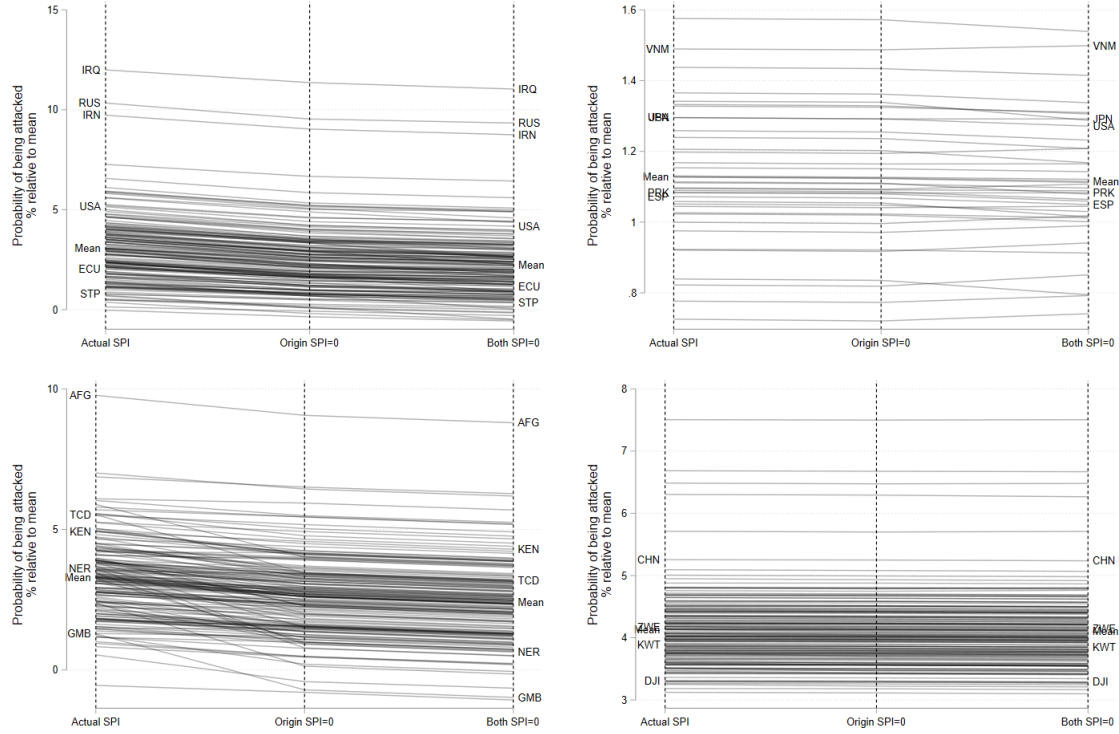 Probability of being attacked
% relative to mean
15
10
5
0
IRQ
RUS
IRN
USA
Mean
ECU
STP
IRQ
RUS
IRN
USA
Mean
ECU
STP
Actual SPI
Origin SPI=0
Both SPI=0
Probability of being attacked
% relative to mean
1.6
1.4
1.2
1
.8
VNM
Mean
PRK
ESP
VNM
JPN
USA
Mean
PRK
ESP
Actual SPI
Origin SPI=0
Both SPI=0
Probability of being attacked
% relative to mean
10
5
0
AFG
TCD
KEN
NER
Mean
GMB
AFG
KEN
TCD
Mean
NER
GMB
Actual SPI
Origin SPI=0
Both SPI=0
Probability of being attacked
% relative to mean
8
7
6
5
4
3
CHN
ZWE
Mean
KWT
DJI
CHN
ZWE
Mean
KWT
DJI
Actual SPI
Origin SPI=0
Both SPI=0